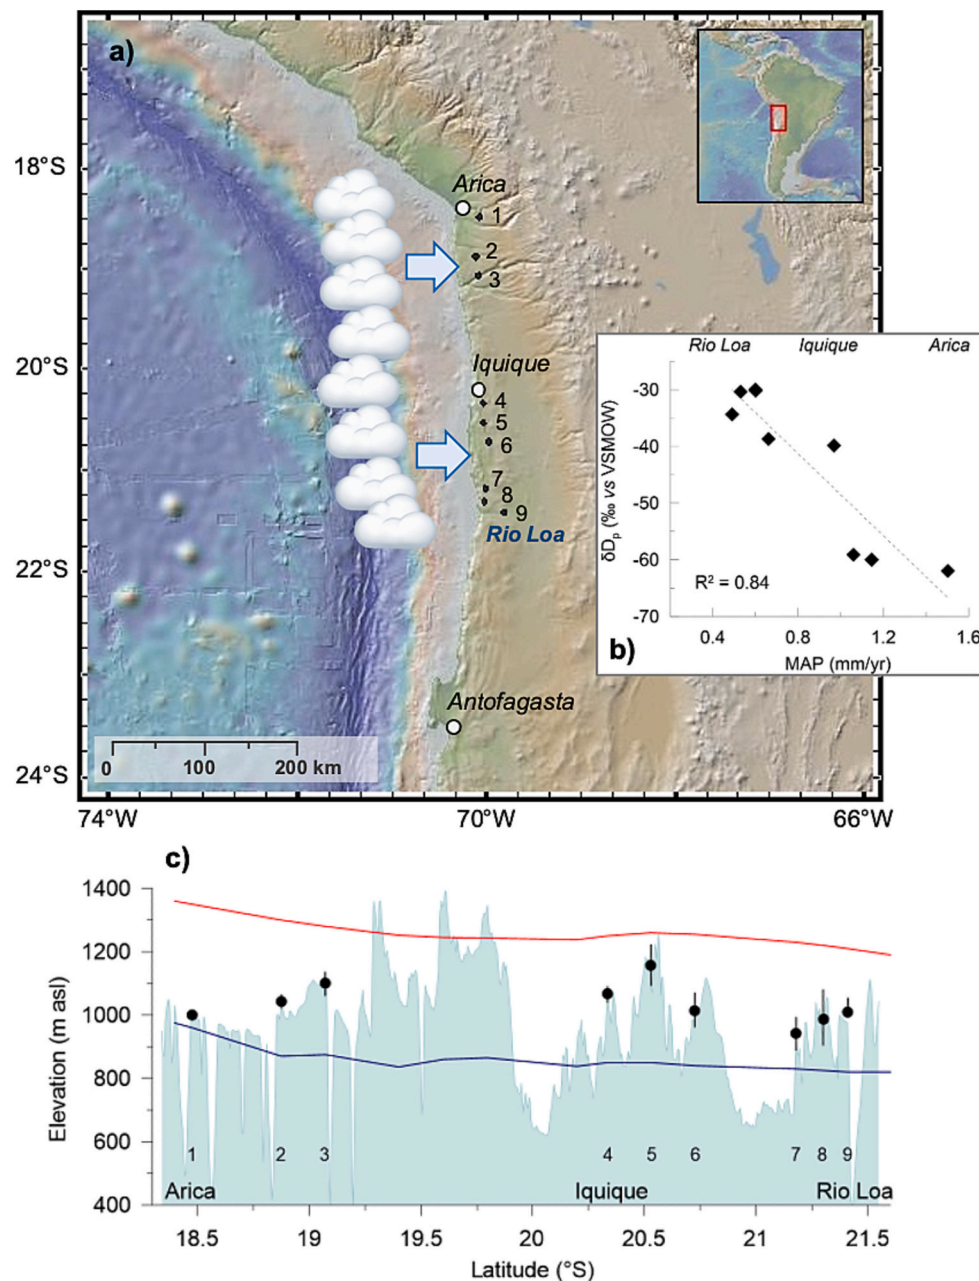 a)
18°S
20°S
22°S
24°S
74°W
70°W
66°W
Arica
1
2
3
Iquique
4
5
6
7
8
9
Rio Loa
Antofagasta
0 100 200 km
Rio Loa Iquique Arica
-30
-40
-50
-60
-70
δDp (‰ vs VSMOW)
R² = 0.84
0.4 0.8 1.2 1.6
b) MAP (mm/yr)
c)
1400
1200
1000
800
600
400
Elevation (m asl)
1 2 3 4 5 6 7 8 9
Arica Iquique Rio Loa
18.5 19 19.5 20 20.5 21 21.5
Latitude (°S)